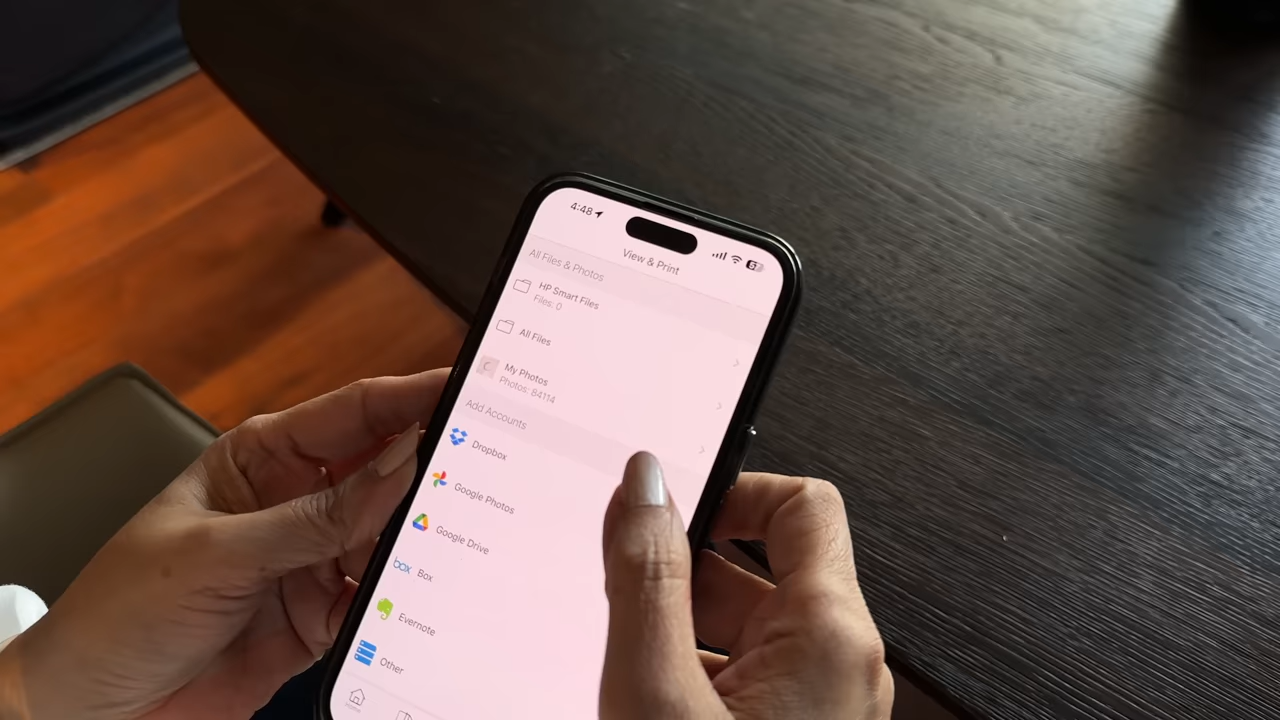 4:48
View & Print
All Files & Photos
HP Smart Files
Files: 0
All Files
My Photos
Photos: 84114
Add Accounts
Dropbox
Google Photos
Google Drive
box Box
Evernote
Other
Home